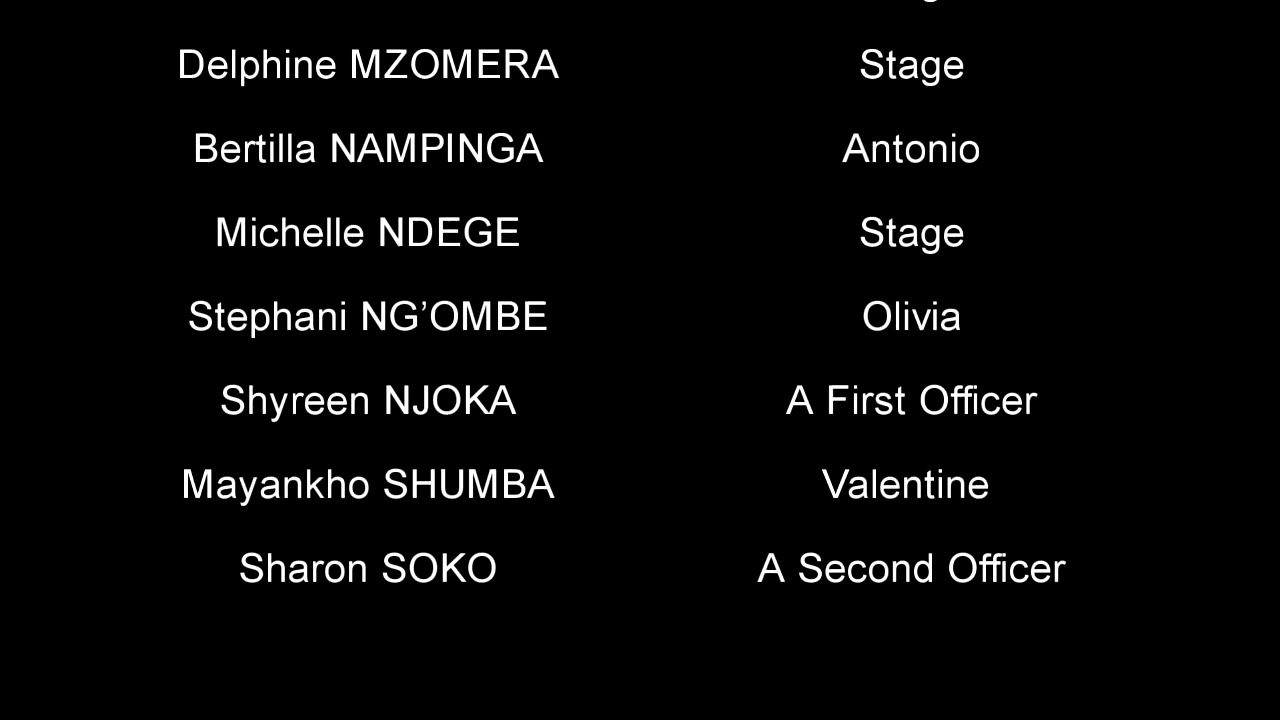 Delphine MZOMERA Stage
Bertilla NAMPINGA Antonio
Michelle NDEGE Stage
Stephani NG’OMBE Olivia
Shyreen NJOKA A First Officer
Mayankho SHUMBA Valentine
Sharon SOKO A Second Officer